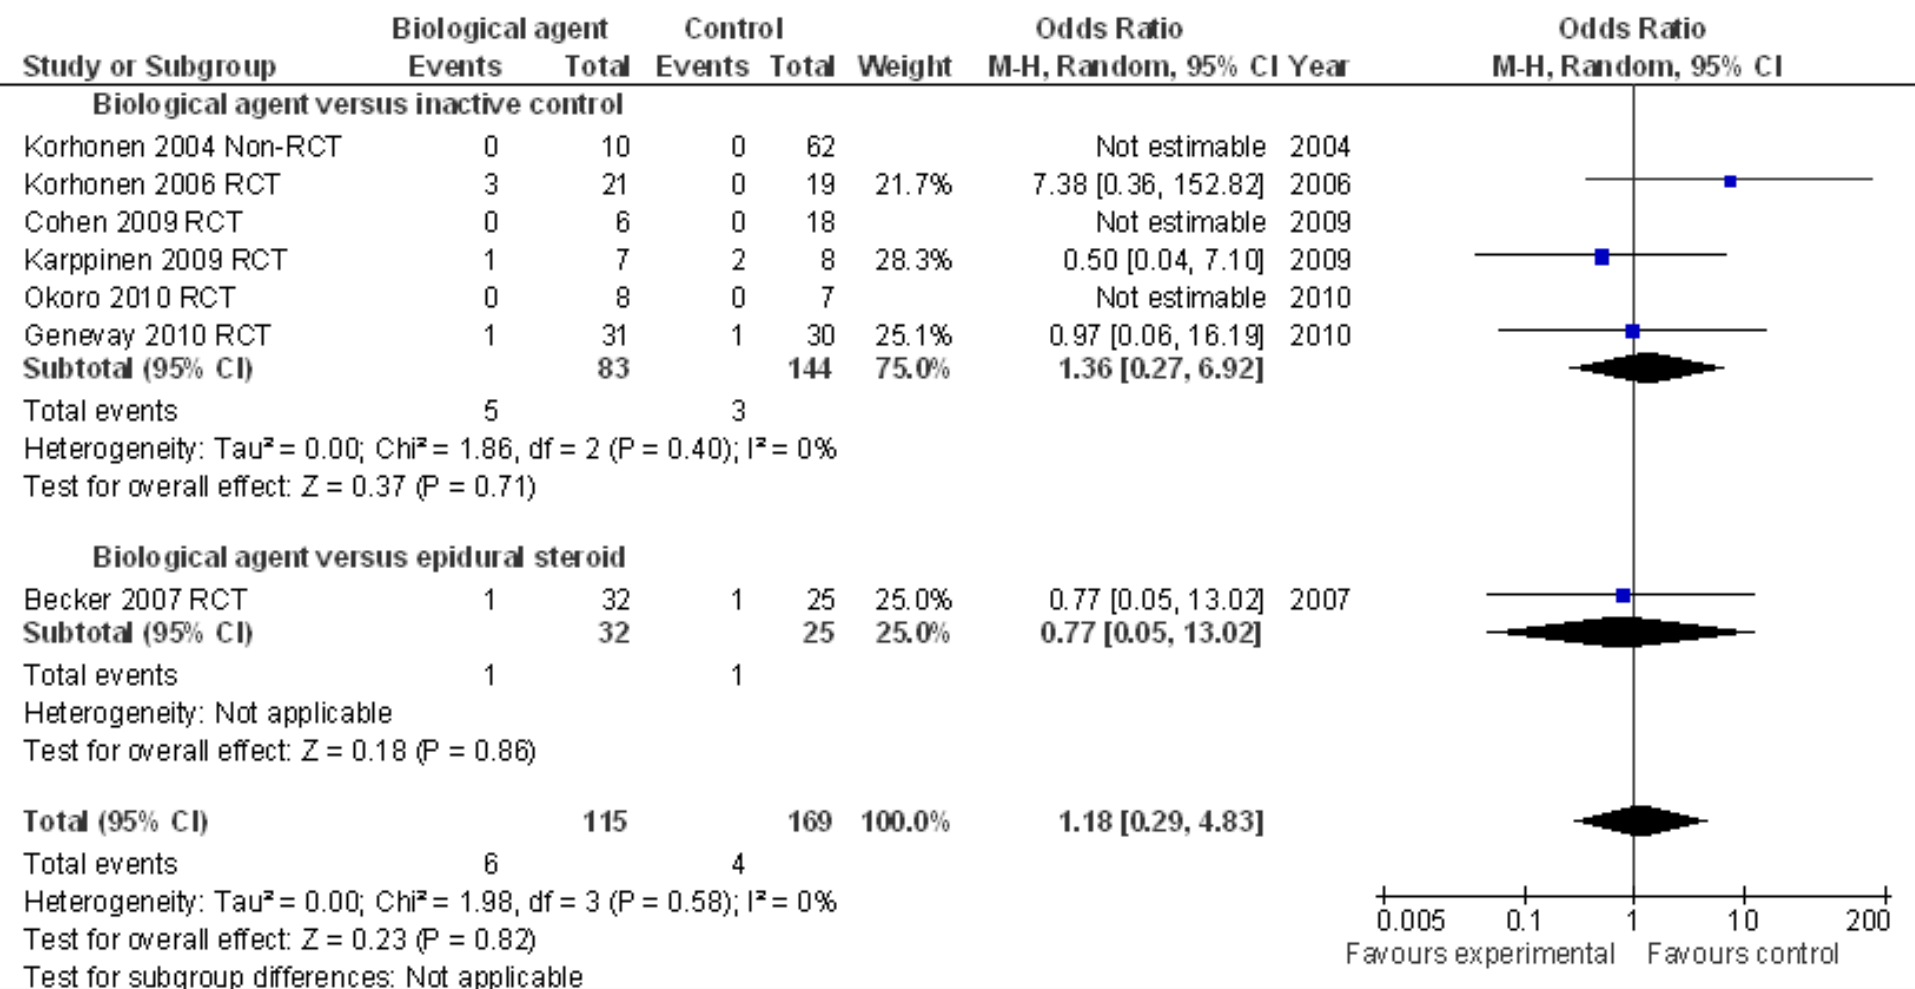 Biological agent Control Odds Ratio Odds Ratio
Study or Subgroup Events Total Events Total Weight M-H, Random, 95% CI Year M-H, Random, 95% CI
Biological agent versus inactive control
Korhonen 2004 Non-RCT 0 10 0 62 Not estimable 2004
Korhonen 2006 RCT 3 21 0 19 21.7% 7.38 [0.36, 152.82] 2006
Cohen 2009 RCT 0 6 0 18 Not estimable 2009
Karppinen 2009 RCT 1 7 2 8 28.3% 0.50 [0.04, 7.10] 2009
Okoro 2010 RCT 0 8 0 7 Not estimable 2010
Genevay 2010 RCT 1 31 1 30 25.1% 0.97 [0.06, 16.19] 2010
Subtotal (95% CI) 83 144 75.0% 1.36 [0.27, 6.92]
Total events 5 3
Heterogeneity: Tau² = 0.00; Chi² = 1.86, df = 2 (P = 0.40); I² = 0%
Test for overall effect: Z = 0.37 (P = 0.71)
Biological agent versus epidural steroid
Becker 2007 RCT 1 32 1 25 25.0% 0.77 [0.05, 13.02] 2007
Subtotal (95% CI) 32 25 25.0% 0.77 [0.05, 13.02]
Total events 1 1
Heterogeneity: Not applicable
Test for overall effect: Z = 0.18 (P = 0.86)
Total (95% CI) 115 169 100.0% 1.18 [0.29, 4.83]
Total events 6 4
Heterogeneity: Tau² = 0.00; Chi² = 1.98, df = 3 (P = 0.58); I² = 0%
Test for overall effect: Z = 0.23 (P = 0.82)
Test for subgroup differences: Not applicable
0.005 0.1 1 10 200
Favours experimental Favours control